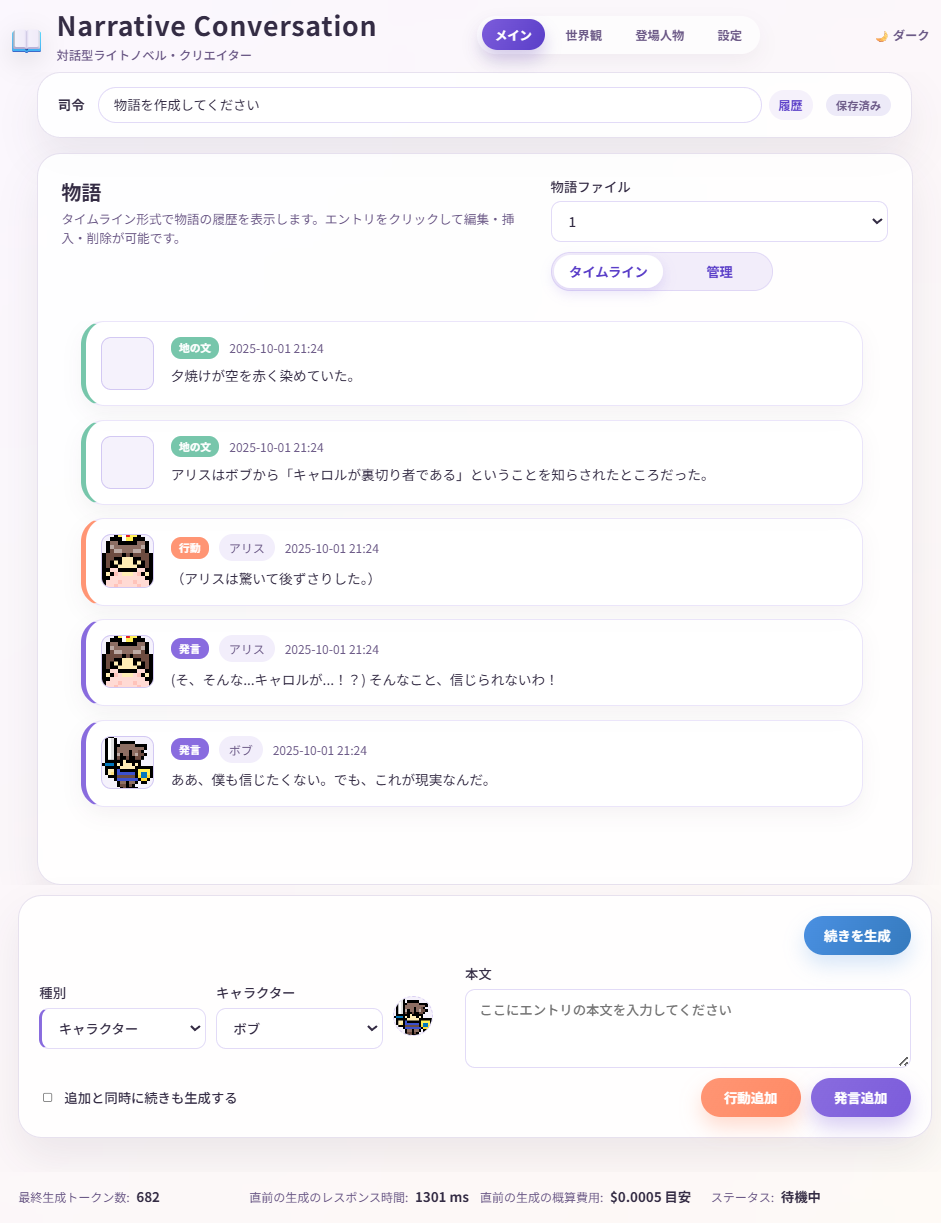 Narrative Conversation
対話型ライトノベル・クリエイター
メイン
世界観
登場人物
設定
🌙 ダーク
司令
物語を作成してください
履歴
保存済み
物語
タイムライン形式で物語の履歴を表示します。エントリをクリックして編集・挿
入・削除が可能です。
物語ファイル
1
タイムライン
管理
地の文 2025-10-01 21:24
夕焼けが空を赤く染めていた。
地の文 2025-10-01 21:24
アリスはボブから「キャロルが裏切り者である」ということを知らされたところだった。
行動 アリス 2025-10-01 21:24
（アリスは驚いて後ずさりした。）
発言 アリス 2025-10-01 21:24
(そ、そんな...キャロルが...！？) そんなこと、信じられないわ！
発言 ボブ 2025-10-01 21:24
ああ、僕も信じたくない。でも、これが現実なんだ。
続きを生成
種別
キャラクター
キャラクター
ボブ
本文
ここにエントリの本文を入力してください
追加と同時に続きも生成する
行動追加
発言追加
最終生成トークン数: 682 直前の生成のレスポンス時間: 1301 ms 直前の生成の概算費用: $0.0005 目安 ステータス: 待機中